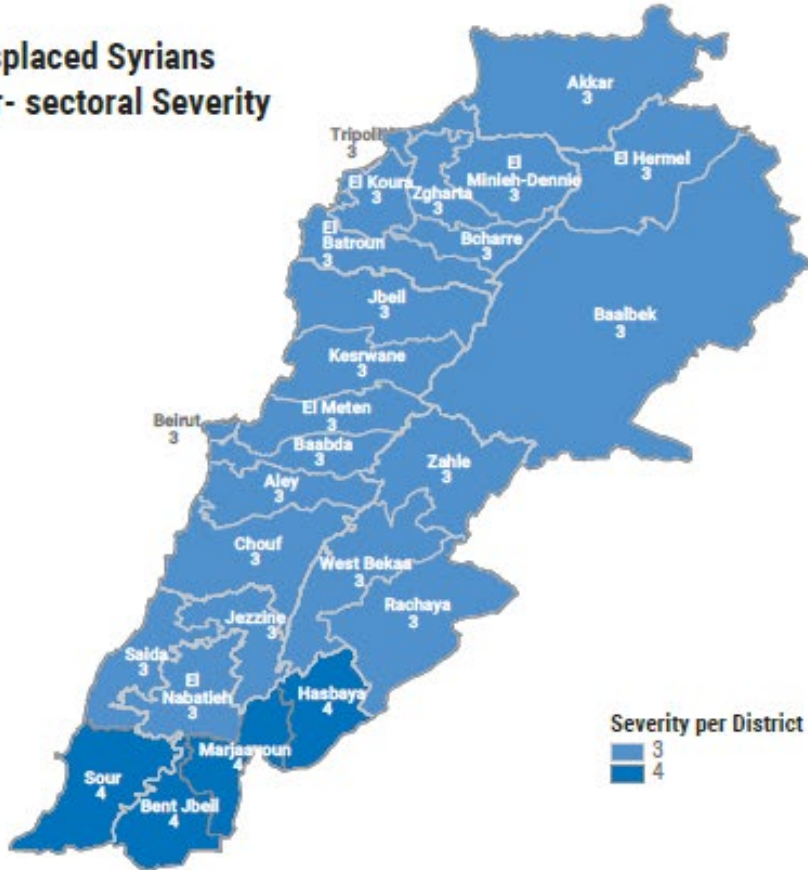 splaced Syrians
r- sectoral Severity
Akkar
3
Tripoli
3
El Hermel
3
El
Minieh-Dennie
3
El Koura
3
Zgharta
3
El
Batroun
3
Bcharre
3
Jbeil
3
Baalbek
3
Kesrwane
3
El Meten
3
Beirut
3
Baabda
3
Zahle
3
Aley
3
Chouf
3
West Bekaa
3
Rachaya
3
Jezzine
3
Saida
3
El
Nabatieh
3
Hasbaya
4
Marjaayoun
4
Sour
4
Bent Jbeil
4
Severity per District
3
4